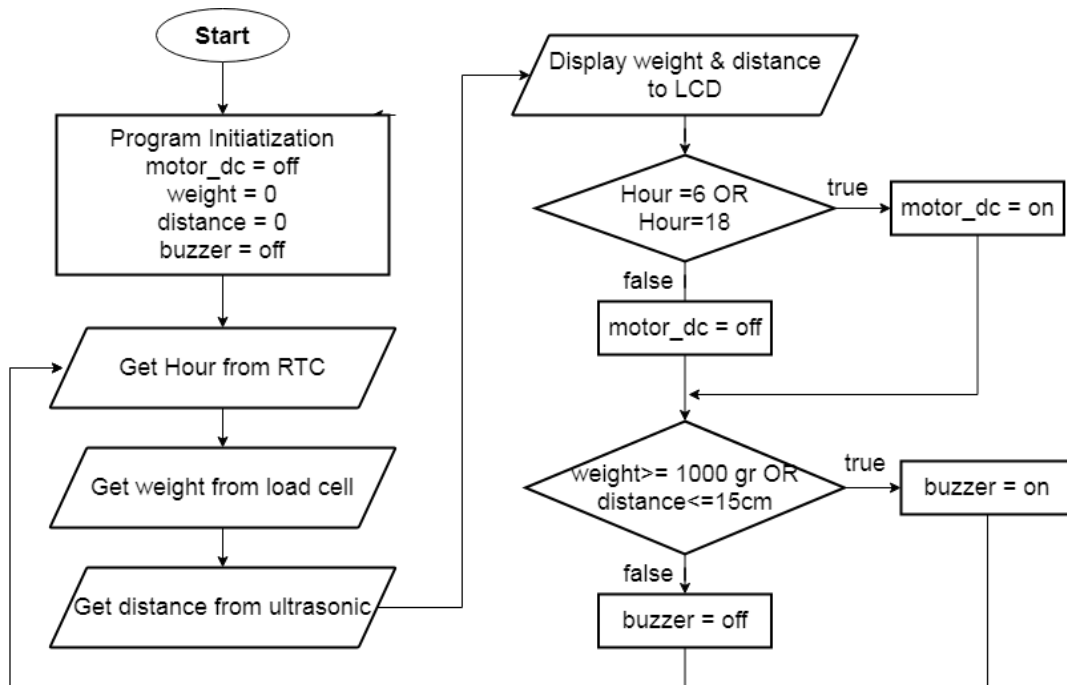 Start
Program Initiatization
motor_dc = off
weight = 0
distance = 0
buzzer = off
Get Hour from RTC
Get weight from load cell
Get distance from ultrasonic
Display weight & distance
to LCD
Hour =6 OR
Hour=18
true
motor_dc = on
false
motor_dc = off
weight>= 1000 gr OR
distance<=15cm
true
buzzer = on
false
buzzer = off